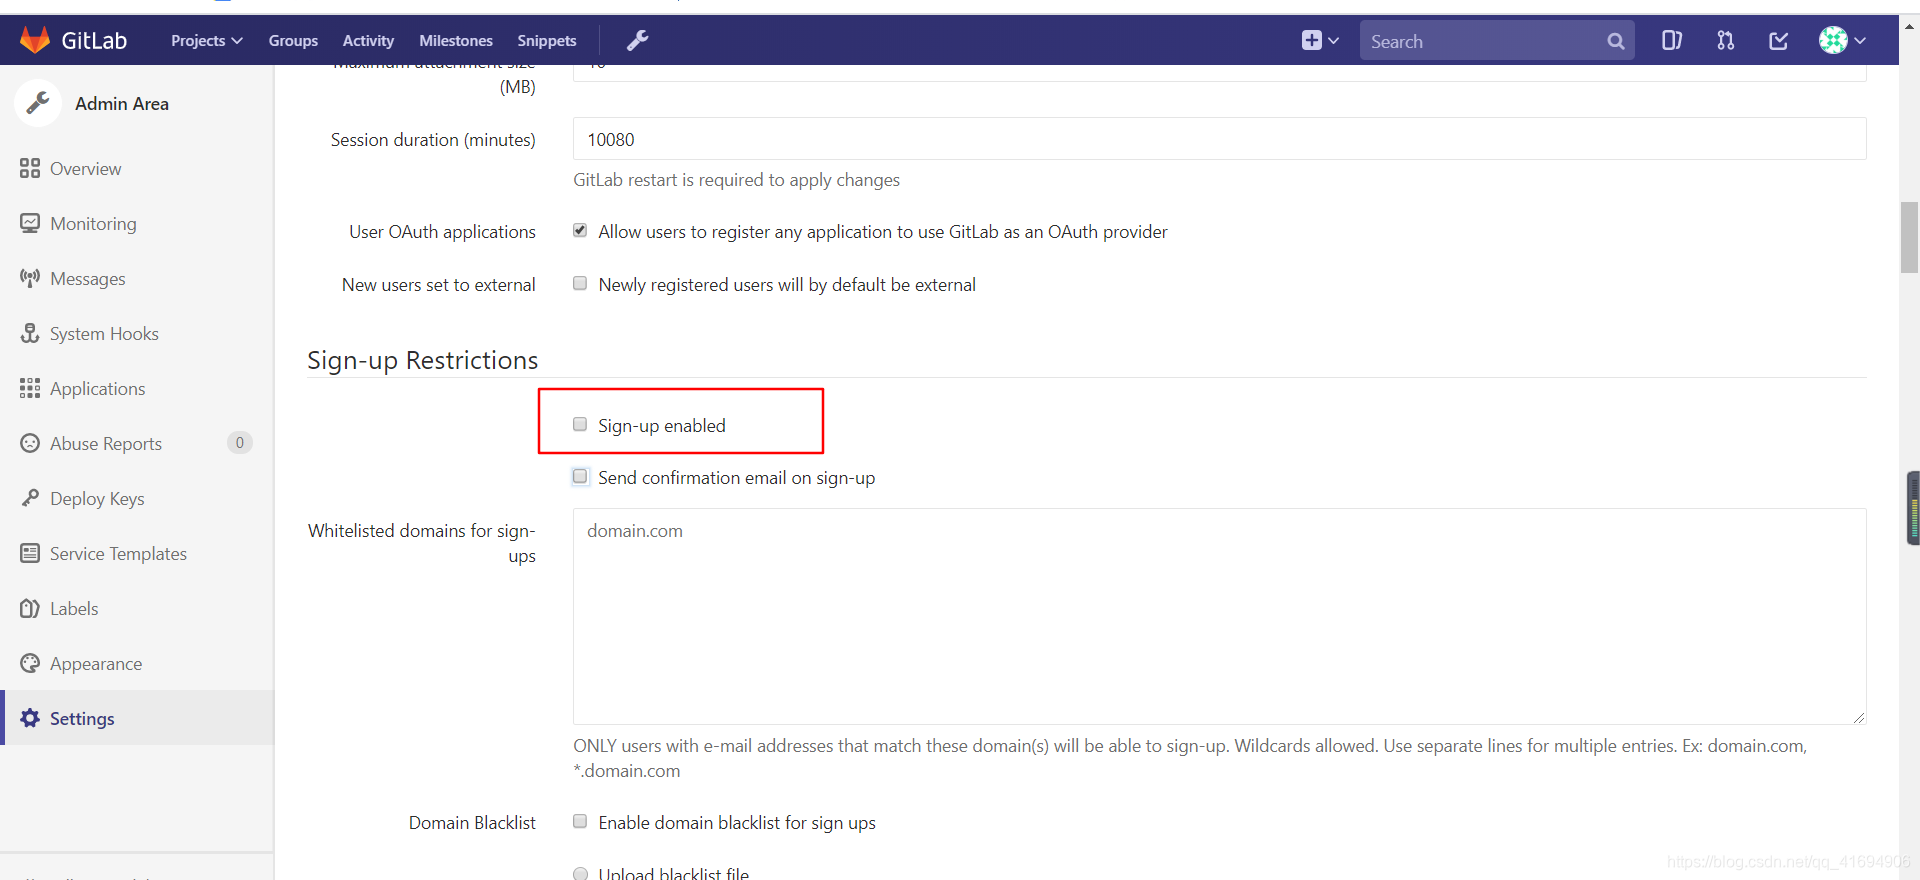 GitLab Projects Groups Activity Milestones Snippets Search
Admin Area
Overview
Monitoring
Messages
System Hooks
Applications
Abuse Reports 0
Deploy Keys
Service Templates
Labels
Appearance
Settings
Maximum attachment size
(MB)
10
Session duration (minutes) 10080
GitLab restart is required to apply changes
User OAuth applications Allow users to register any application to use GitLab as an OAuth provider
New users set to external Newly registered users will by default be external
Sign-up Restrictions
Sign-up enabled
Send confirmation email on sign-up
Whitelisted domains for sign-
ups
domain.com
ONLY users with e-mail addresses that match these domain(s) will be able to sign-up. Wildcards allowed. Use separate lines for multiple entries. Ex: domain.com,
*.domain.com
Domain Blacklist Enable domain blacklist for sign ups
Upload blacklist file
https://blog.csdn.net/qq_41694906